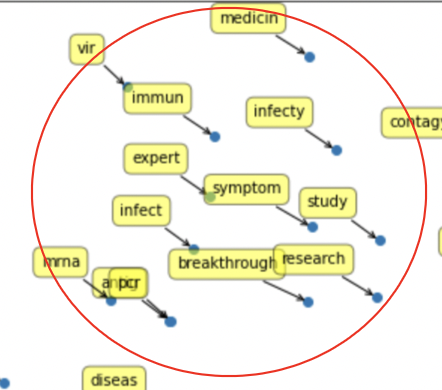 medicin
vir
immun
infecty
contagy
expert
symptom
study
infect
breakthrough
research
mrna
pcr
diseas